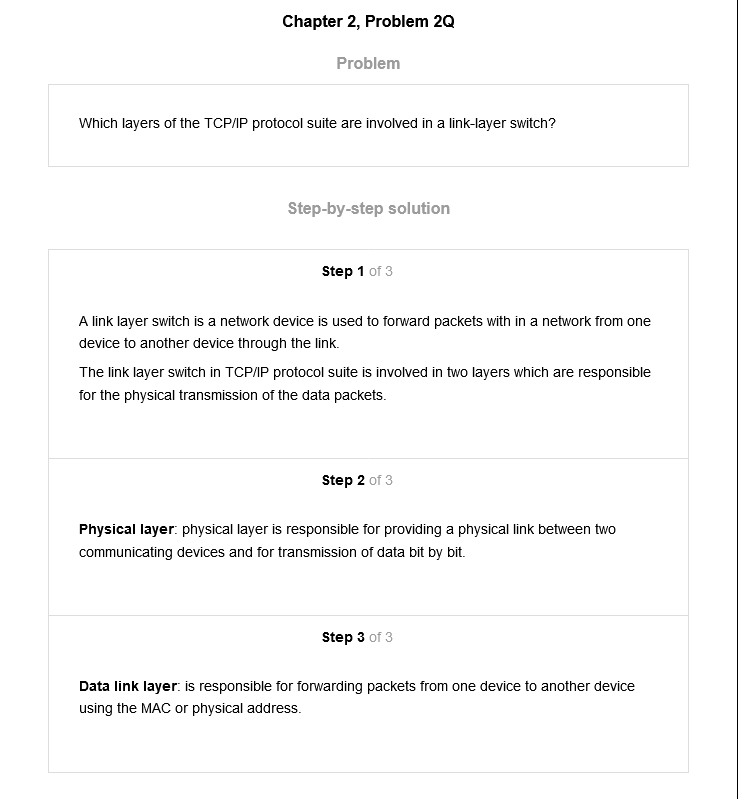 Chapter 2, Problem 2Q
Problem
Which layers of the TCP/IP protocol suite are involved in a link-layer switch?
Step-by-step solution
Step 1 of 3
A link layer switch is a network device is used to forward packets with in a network from one
device to another device through the link.
The link layer switch in TCP/IP protocol suite is involved in two layers which are responsible
for the physical transmission of the data packets.
Step 2 of 3
Physical layer: physical layer is responsible for providing a physical link between two
communicating devices and for transmission of data bit by bit.
Step 3 of 3
Data link layer: is responsible for forwarding packets from one device to another device
using the MAC or physical address.